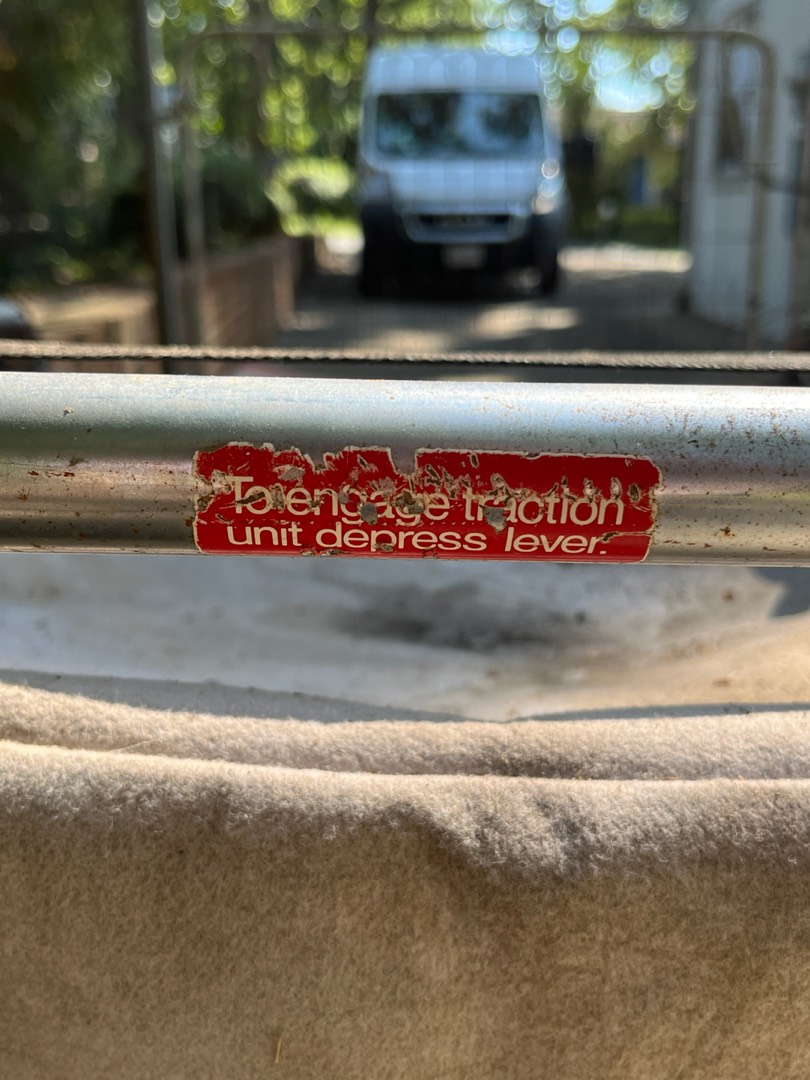 To engage traction
unit depress lever.